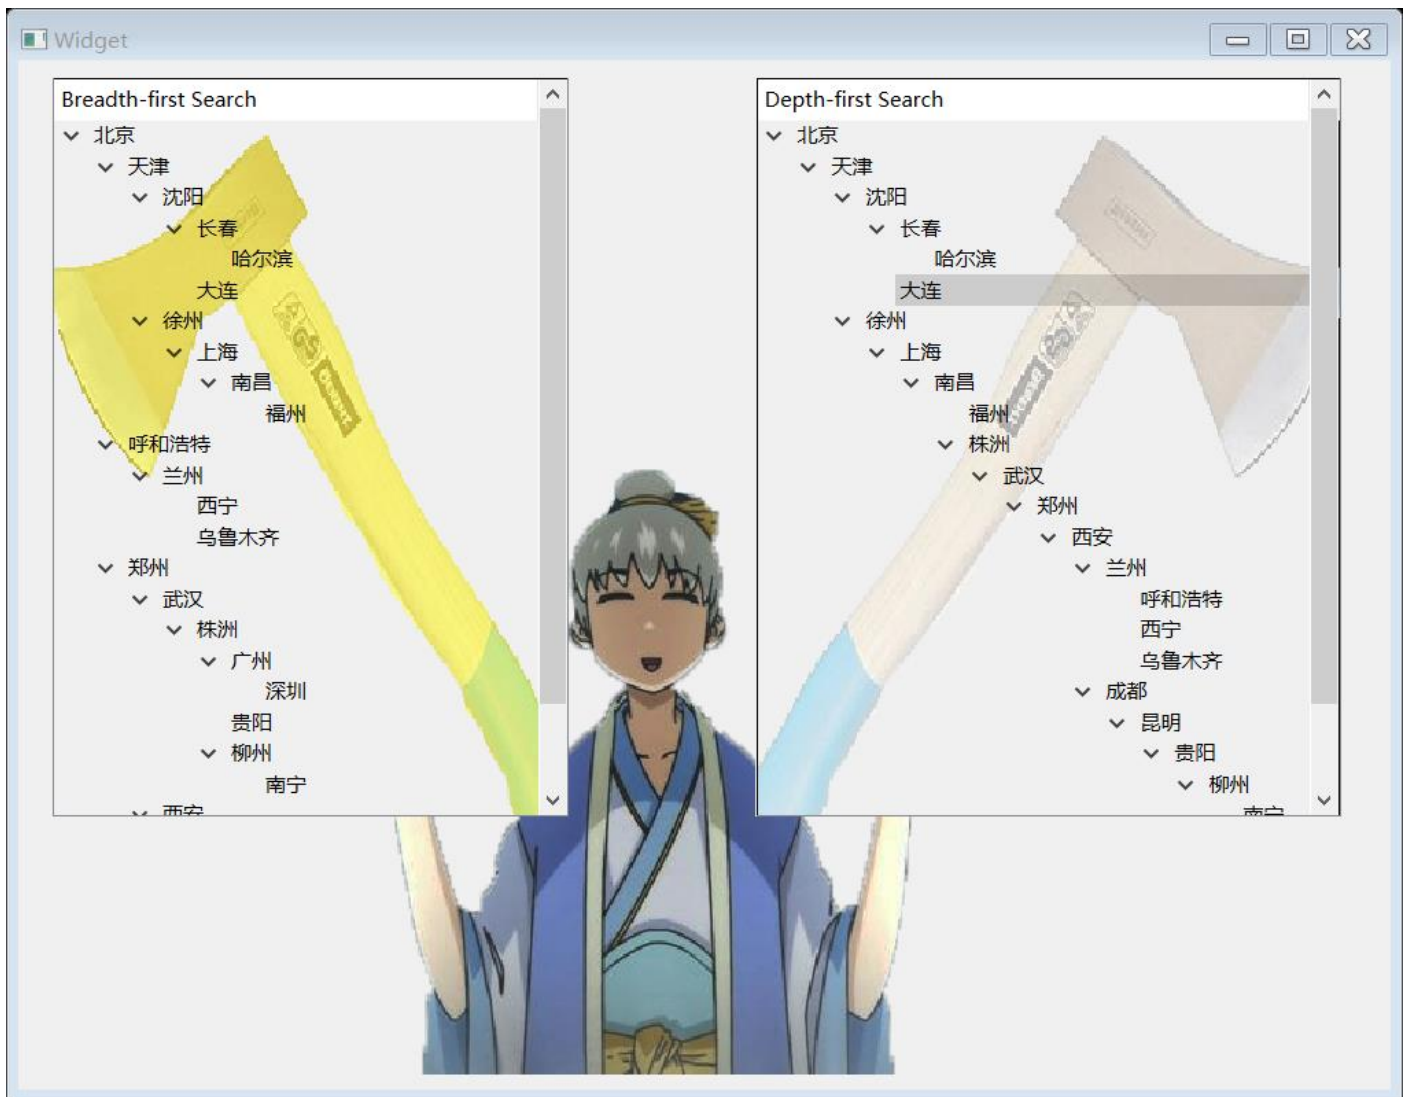 Widget
Breadth-first Search
北京
天津
沈阳
长春
哈尔滨
大连
徐州
上海
南昌
福州
呼和浩特
兰州
西宁
乌鲁木齐
郑州
武汉
株洲
广州
深圳
贵阳
柳州
南宁
西安
Depth-first Search
北京
天津
沈阳
长春
哈尔滨
大连
徐州
上海
南昌
福州
株洲
武汉
郑州
西安
兰州
呼和浩特
西宁
乌鲁木齐
成都
昆明
贵阳
柳州
南宁